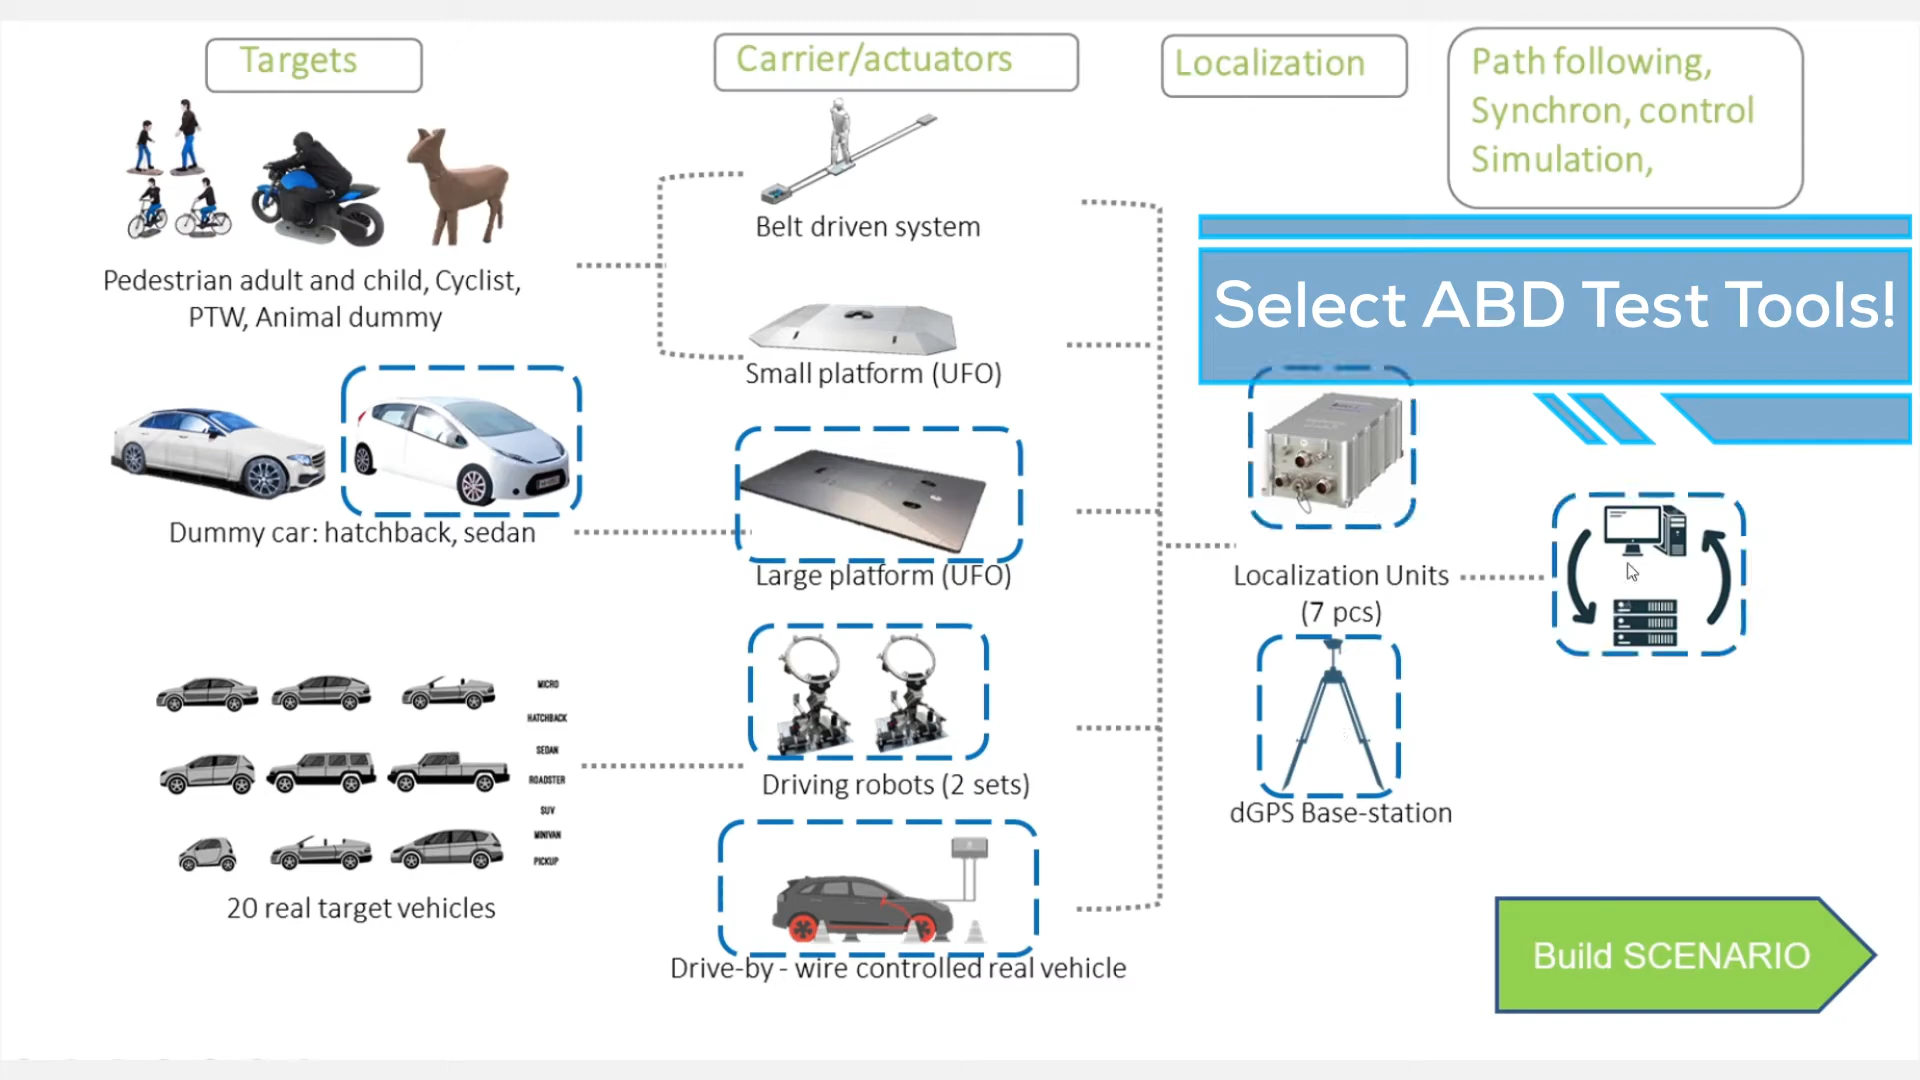 Targets
Carrier/actuators
Localization
Path following,
Synchron, control
Simulation,
Select ABD Test Tools!
Pedestrian adult and child, Cyclist,
PTW, Animal dummy
Belt driven system
Small platform (UFO)
Dummy car: hatchback, sedan
Large platform (UFO)
Localization Units
(7 pcs)
MICRO
HATCHBACK
SEDAN
ROADSTER
SUV
MINIVAN
PICKUP
20 real target vehicles
Driving robots (2 sets)
dGPS Base-station
Drive-by - wire controlled real vehicle
Build SCENARIO